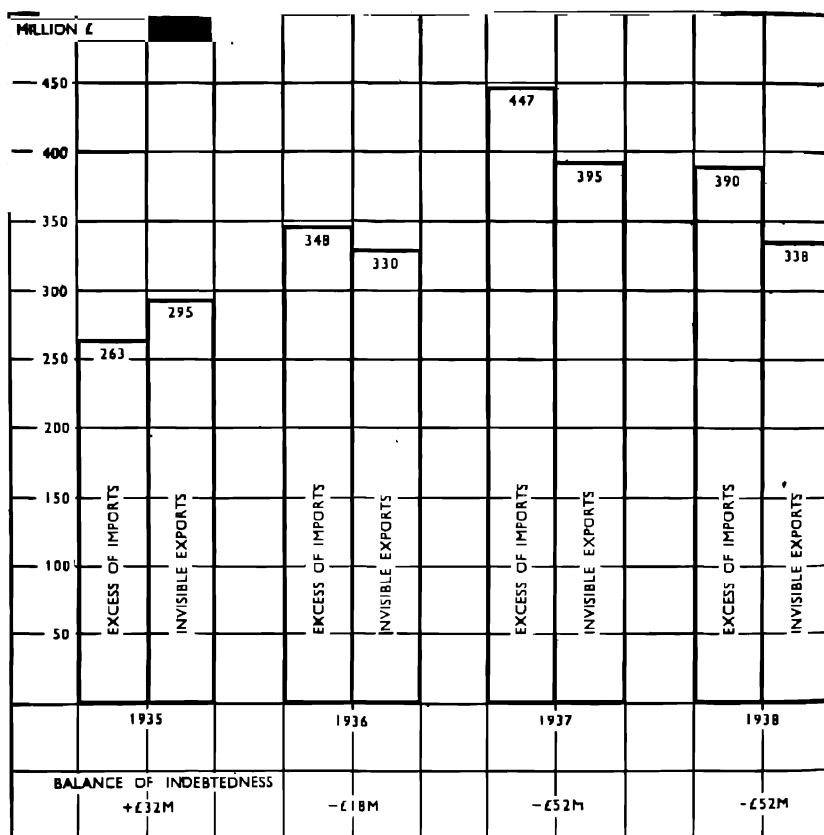 MILLION £
450
400
350
300
250
200
150
100
50
263
295
348
330
447
395
390
338
EXCESS OF IMPORTS
INVISIBLE EXPORTS
EXCESS OF IMPORTS
INVISIBLE EXPORTS
EXCESS OF IMPORTS
INVISIBLE EXPORTS
EXCESS OF IMPORTS
INVISIBLE EXPORTS
1935 1936 1937 1938
BALANCE OF INDEBTEDNESS
+£32M -£18M -£52M -£52M